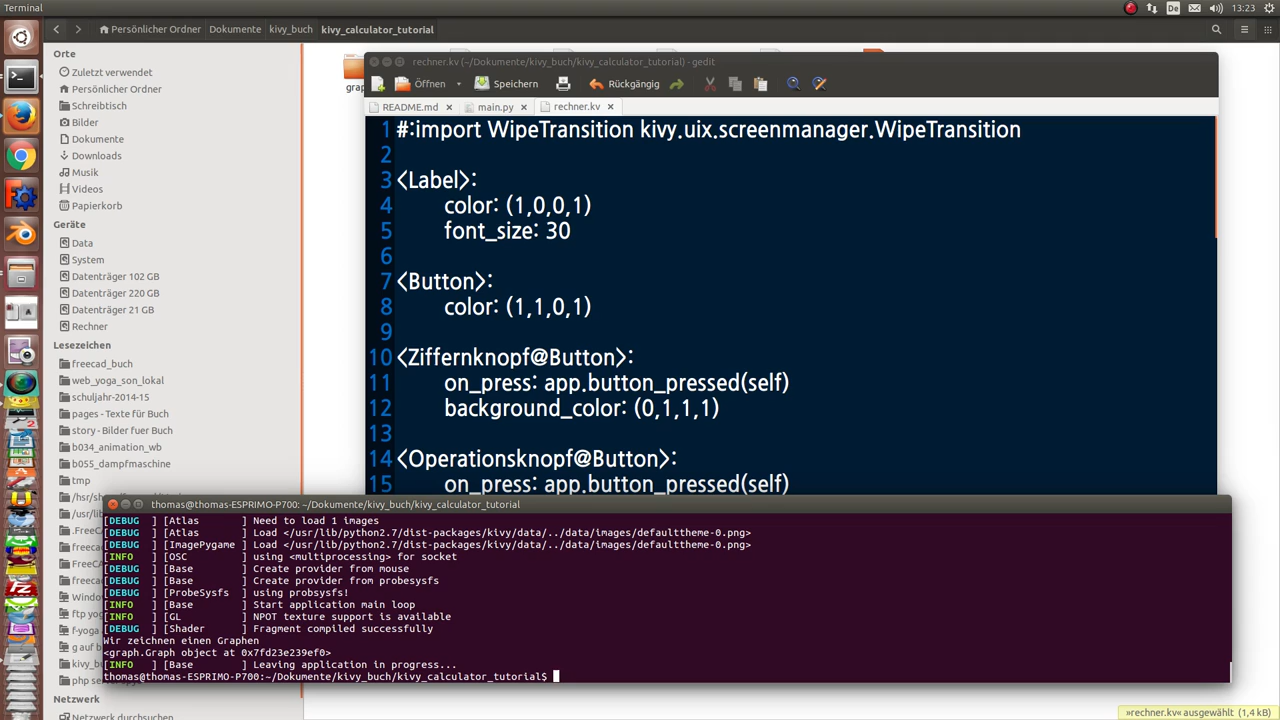 Terminal
De
13:23
Persönlicher Ordner
Dokumente
kivy_buch
kivy_calculator_tutorial
Orte
Zuletzt verwendet
Persönlicher Ordner
Schreibtisch
Bilder
Dokumente
Downloads
Musik
Videos
Papierkorb
Geräte
Data
System
Datenträger 102 GB
Datenträger 220 GB
Datenträger 21 GB
Rechner
Lesezeichen
freecad_buch
web_yoga_son_lokal
schuljahr-2014-15
pages - Texte für Buch
story - Bilder fuer Buch
b034_animation_wb
b055_dampfmaschine
tmp
Netzwerk
Netzwerk durchsuchen
rechner.kv (~/Dokumente/kivy_buch/kivy_calculator_tutorial) - gedit
Öffnen
Speichern
Rückgängig
README.md
main.py
rechner.kv
1 #:import WipeTransition kivy.uix.screenmanager.WipeTransition
2
3 <Label>:
4 color: (1,0,0,1)
5 font_size: 30
6
7 <Button>:
8 color: (1,1,0,1)
9
10 <Ziffernknopf@Button>:
11 on_press: app.button_pressed(self)
12 background_color: (0,1,1,1)
13
14 <Operationsknopf@Button>:
15 on_press: app.button_pressed(self)
thomas@thomas-ESPRIMO-P700: ~/Dokumente/kivy_buch/kivy_calculator_tutorial
[DEBUG ] [Atlas ] Need to load 1 images
[DEBUG ] [Atlas ] Load </usr/lib/python2.7/dist-packages/kivy/data/../data/images/defaulttheme-0.png>
[DEBUG ] [ImagePygame ] Load </usr/lib/python2.7/dist-packages/kivy/data/../data/images/defaulttheme-0.png>
[INFO ] [OSC ] using <multiprocessing> for socket
[DEBUG ] [Base ] Create provider from mouse
[DEBUG ] [Base ] Create provider from probesysfs
[DEBUG ] [ProbeSysfs ] using probsysfs!
[INFO ] [Base ] Start application main loop
[INFO ] [GL ] NPOT texture support is available
[DEBUG ] [Shader ] Fragment compiled successfully
Wir zeichnen einen Graphen
<graph.Graph object at 0x7fd23e239ef0>
[INFO ] [Base ] Leaving application in progress...
thomas@thomas-ESPRIMO-P700:~/Dokumente/kivy_buch/kivy_calculator_tutorial$
»rechner.kv« ausgewählt (1,4 kB)